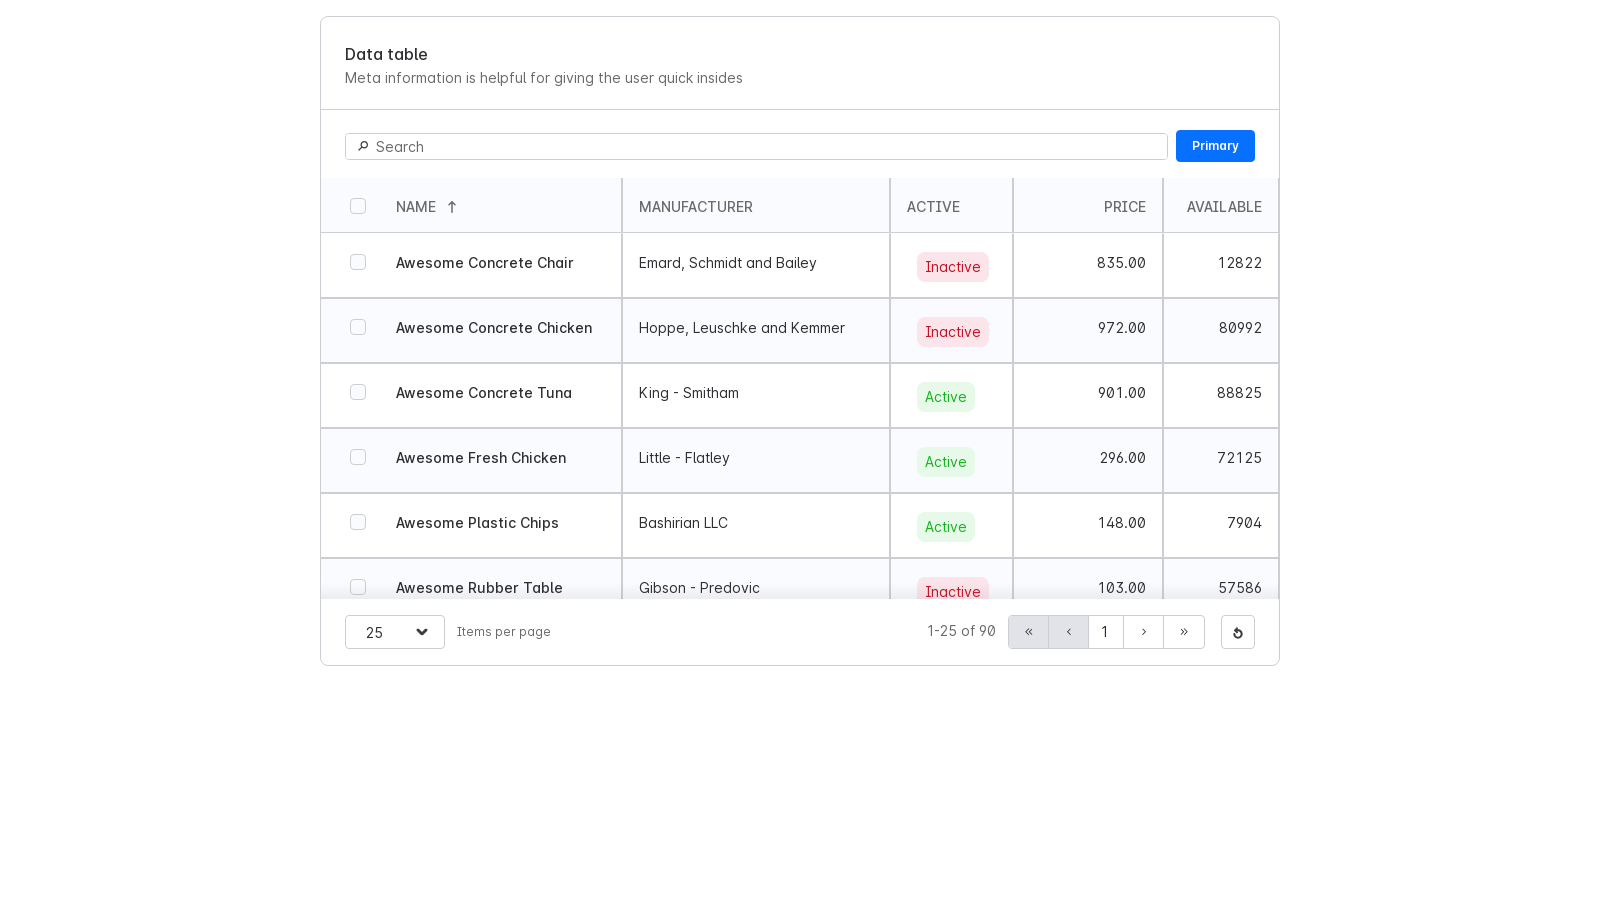 Data table
Meta information is helpful for giving the user quick insides
Search Primary
NAME ↑ MANUFACTURER ACTIVE PRICE AVAILABLE
Awesome Concrete Chair Emard, Schmidt and Bailey Inactive 835.00 12822
Awesome Concrete Chicken Hoppe, Leuschke and Kemmer Inactive 972.00 80992
Awesome Concrete Tuna King - Smitham Active 901.00 88825
Awesome Fresh Chicken Little - Flatley Active 296.00 72125
Awesome Plastic Chips Bashirian LLC Active 148.00 7904
Awesome Rubber Table Gibson - Predovic Inactive 103.00 57586
25 Items per page 1-25 of 90 « ‹ 1 › »